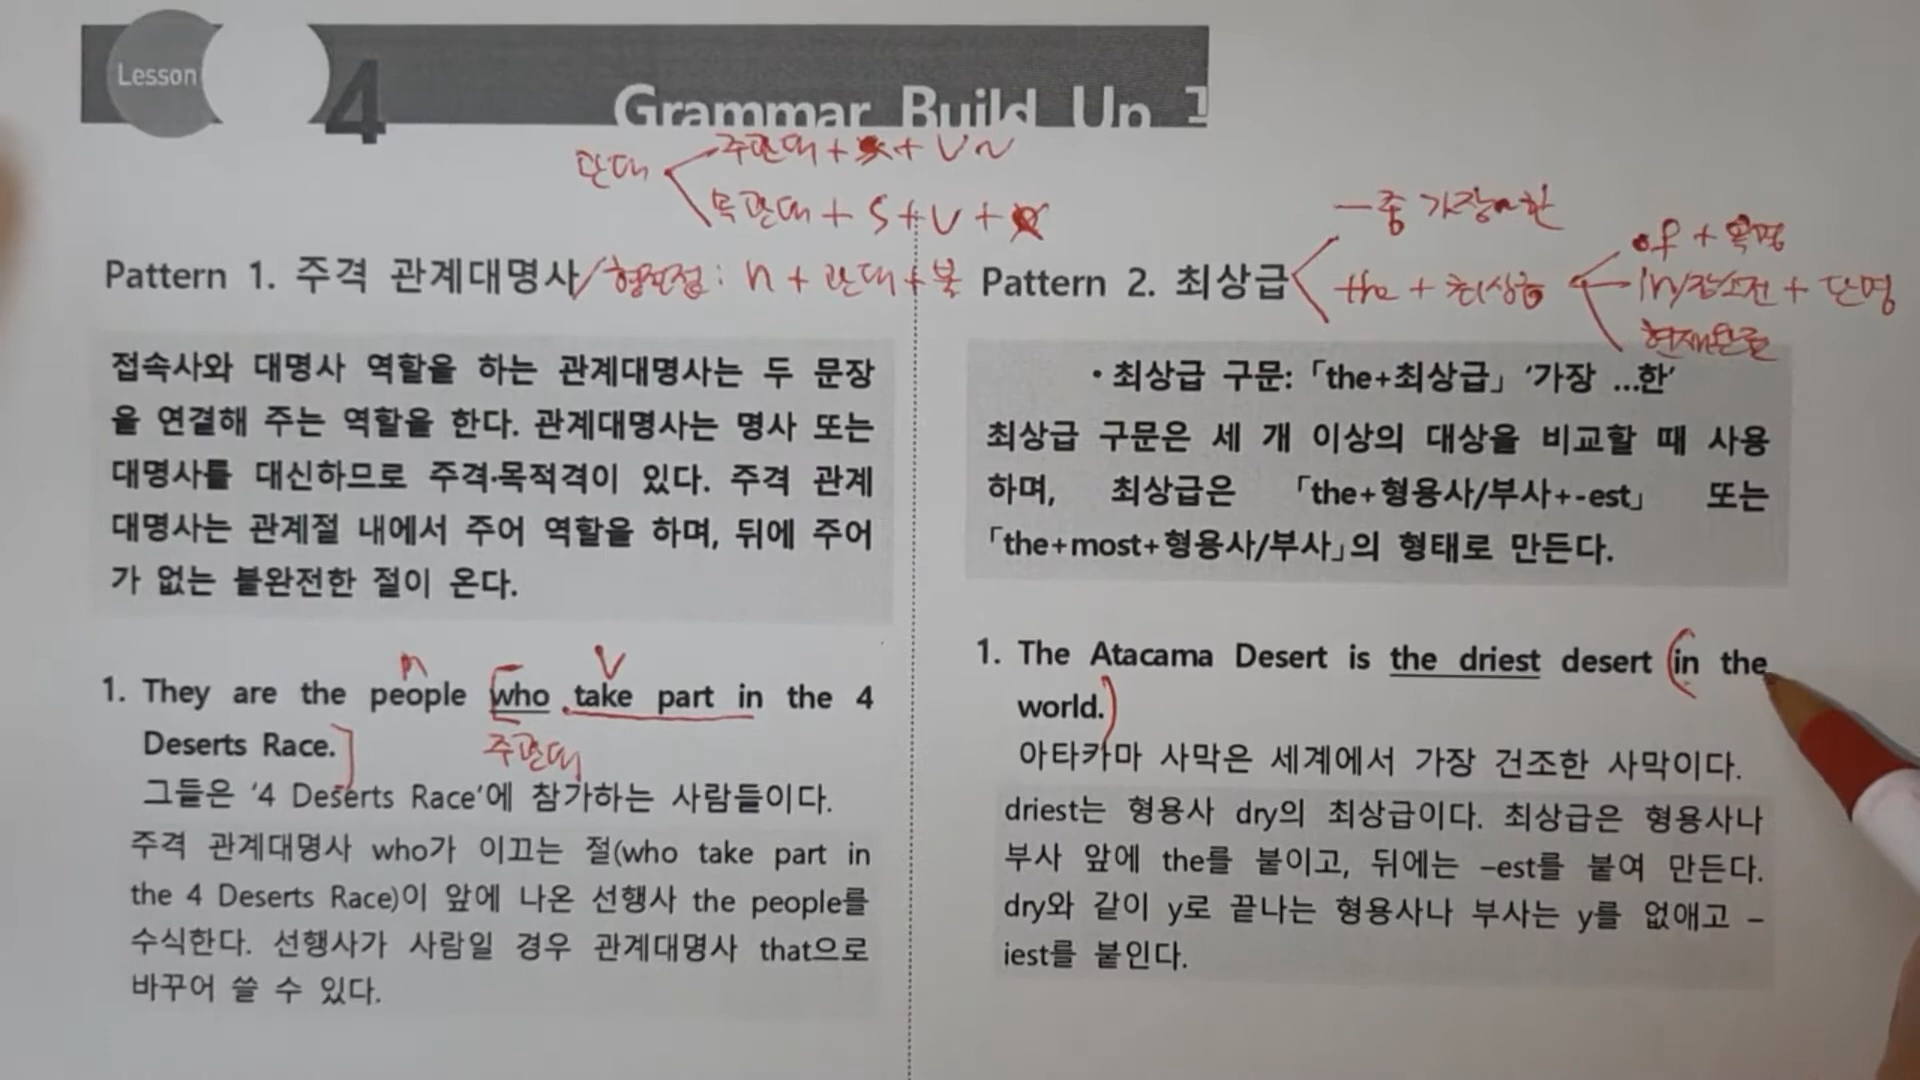 Lesson
4
Grammar Build Up
관대
주관대 + S + V ~
목관대 + S + V + O
Pattern 1. 주격 관계대명사 / 형편절 : n + 관대 + 불
접속사와 대명사 역할을 하는 관계대명사는 두 문장
을 연결해 주는 역할을 한다. 관계대명사는 명사 또는
대명사를 대신하므로 주격·목적격이 있다. 주격 관계
대명사는 관계절 내에서 주어 역할을 하며, 뒤에 주어
가 없는 불완전한 절이 온다.
n V
1. They are the people who take part in the 4
Deserts Race.
주관대
그들은 '4 Deserts Race'에 참가하는 사람들이다.
주격 관계대명사 who가 이끄는 절(who take part in
the 4 Deserts Race)이 앞에 나온 선행사 the people를
수식한다. 선행사가 사람일 경우 관계대명사 that으로
바꾸어 쓸 수 있다.
Pattern 2. 최상급
-중 가장 ~한
the + 최상급
of + 복명
in/장소전 + 단명
현재완료
• 최상급 구문:「the+최상급」 '가장 …한'
최상급 구문은 세 개 이상의 대상을 비교할 때 사용
하며, 최상급은 「the+형용사/부사+-est」 또는
「the+most+형용사/부사」의 형태로 만든다.
1. The Atacama Desert is the driest desert (in the
world.)
아타카마 사막은 세계에서 가장 건조한 사막이다.
driest는 형용사 dry의 최상급이다. 최상급은 형용사나
부사 앞에 the를 붙이고, 뒤에는 –est를 붙여 만든다.
dry와 같이 y로 끝나는 형용사나 부사는 y를 없애고 –
iest를 붙인다.